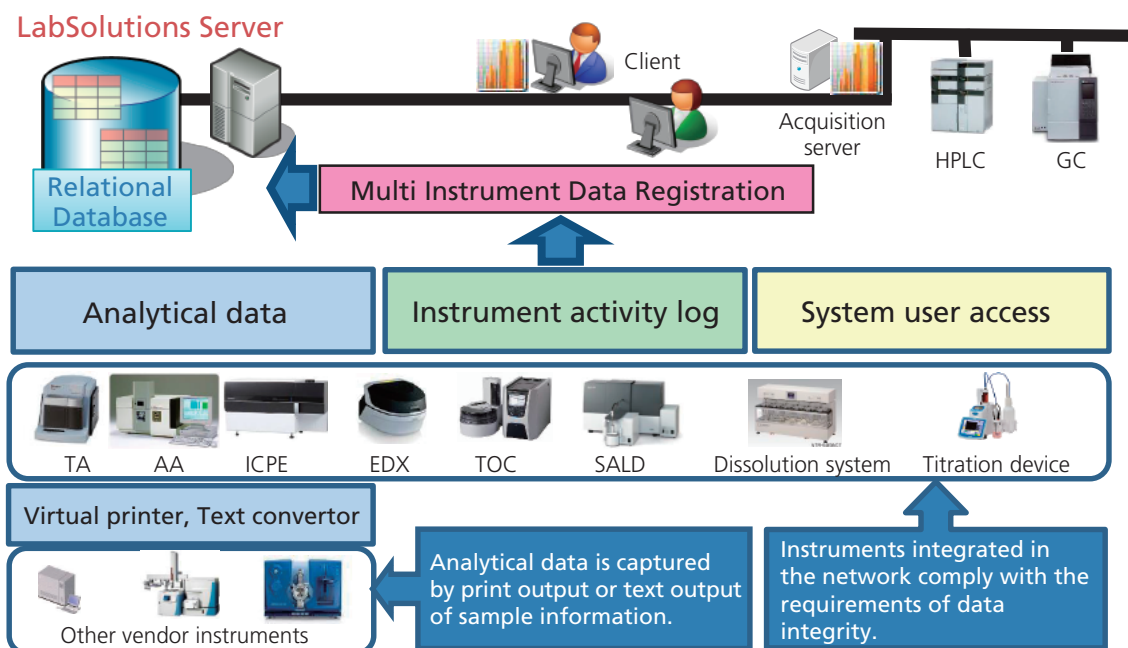 LabSolutions Server
Client
Acquisition
server
HPLC
GC
Relational
Database
Multi Instrument Data Registration
Analytical data
Instrument activity log
System user access
TA
AA
ICPE
EDX
TOC
SALD
Dissolution system
Titration device
Virtual printer, Text convertor
Other vendor instruments
Analytical data is captured
by print output or text output
of sample information.
Instruments integrated in
the network comply with the
requirements of data
integrity.